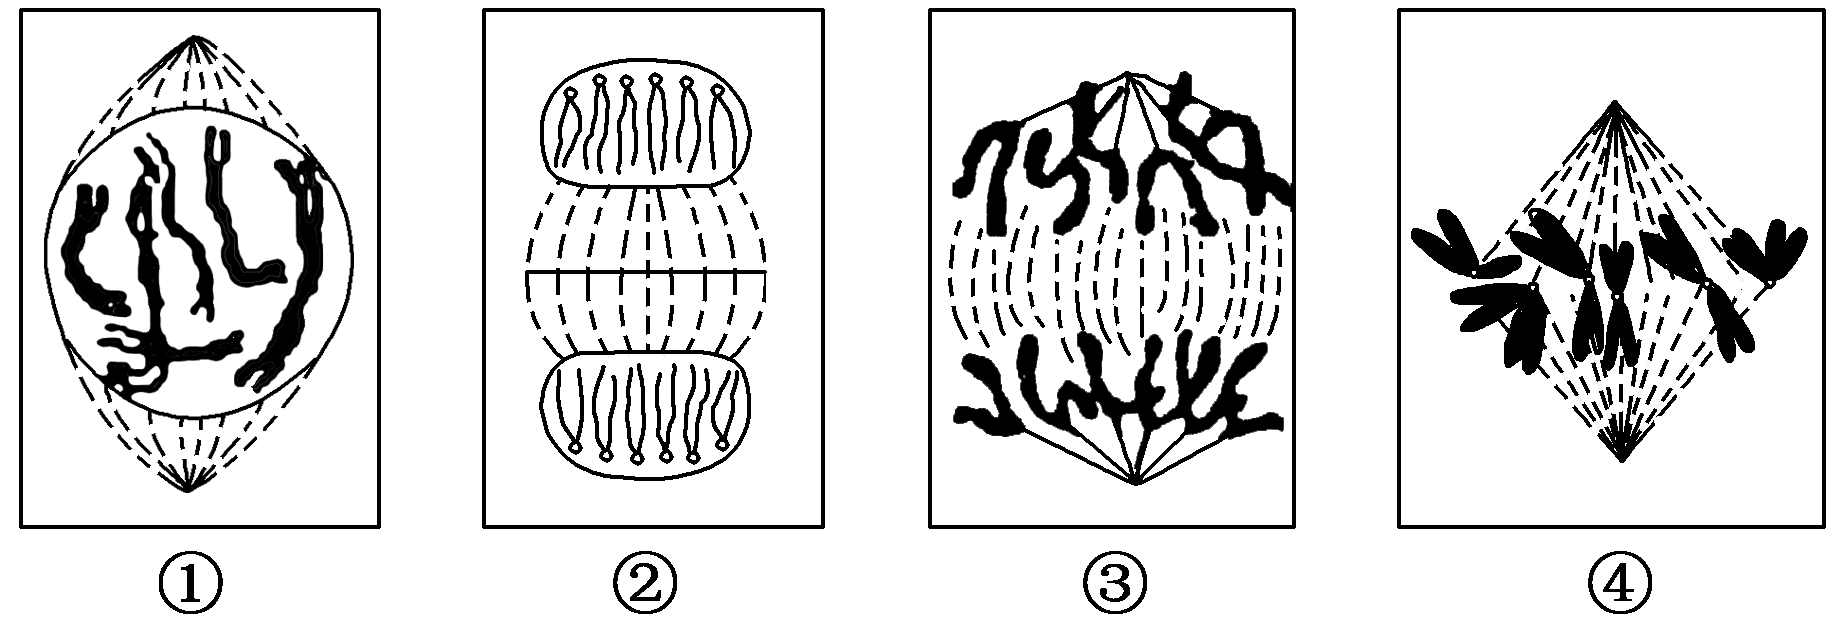 ① ② ③ ④